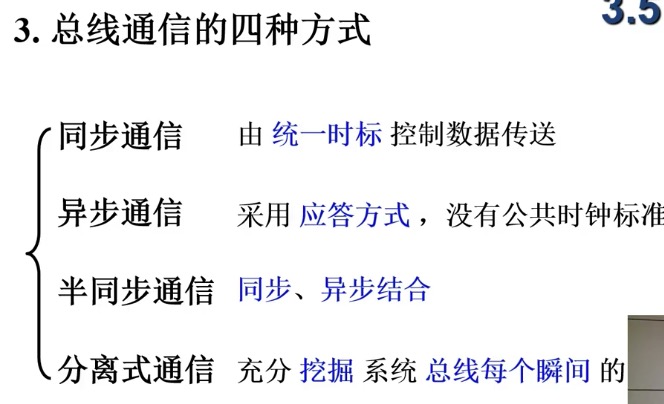 3.5
3. 总线通信的四种方式
同步通信 由 统一时标 控制数据传送
异步通信 采用 应答方式 ，没有公共时钟标准
半同步通信 同步、异步结合
分离式通信 充分 挖掘 系统 总线每个瞬间 的